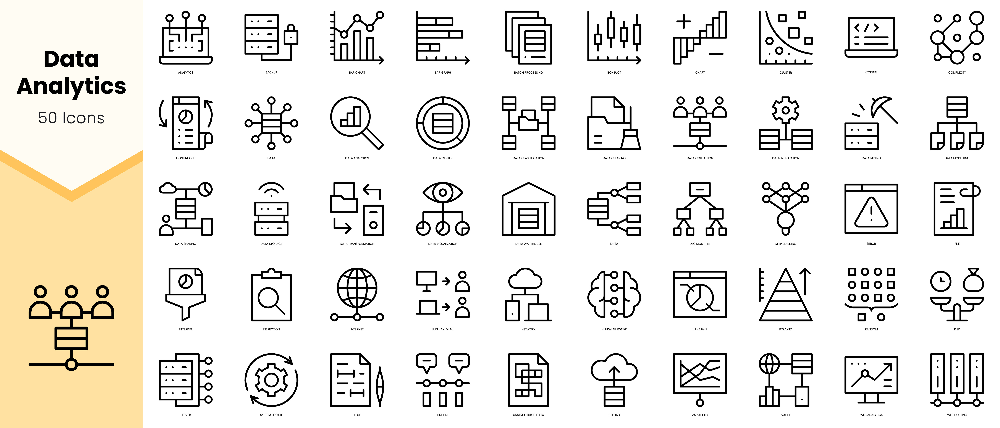 Data
Analytics
50 Icons
ANALYTICS
BACKUP
BAR CHART
BAR GRAPH
BATCH PROCESSING
BOX PLOT
CHART
CLUSTER
CODING
COMPLEXITY
CONTINUOUS
DATA
DATA ANALYTICS
DATA CENTER
DATA CLASSIFICATION
DATA CLEANING
DATA COLLECTION
DATA INTEGRATION
DATA MINING
DATA MODELLING
DATA SHARING
DATA STORAGE
DATA TRANSFORMATION
DATA VISUALIZATION
DATA WAREHOUSE
DATA
DECISION TREE
DEEP LEARNING
ERROR
FILE
FILTERING
INSPECTION
INTERNET
IT DEPARTMENT
NETWORK
NEURAL NETWORK
PIE CHART
PYRAMID
RANDOM
RISK
SERVER
SYSTEM UPDATE
TEXT
TIMELINE
UNSTRUCTURED DATA
UPLOAD
VARIABILITY
VAULT
WEB ANALYTICS
WEB HOSTING